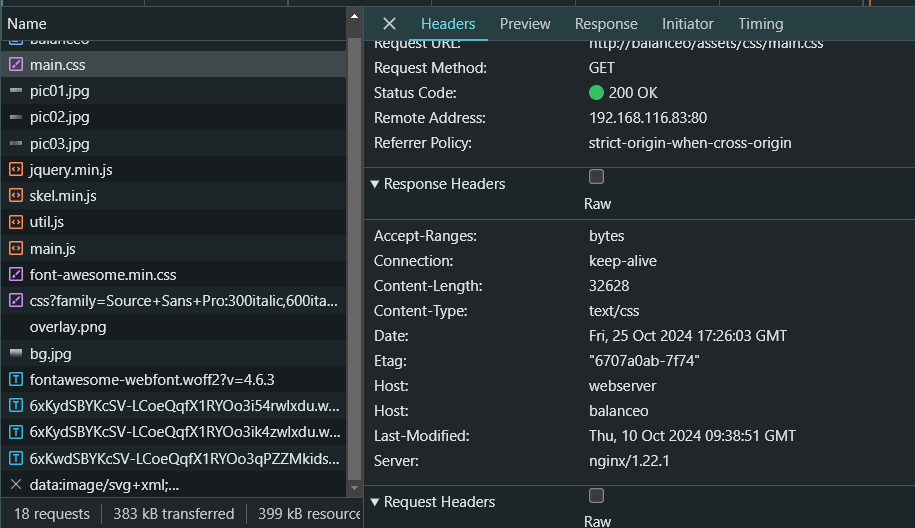 Name
balanceo
main.css
pic01.jpg
pic02.jpg
pic03.jpg
jquery.min.js
skel.min.js
util.js
main.js
font-awesome.min.css
css?family=Source+Sans+Pro:300italic,600ita...
overlay.png
bg.jpg
fontawesome-webfont.woff2?v=4.6.3
6xKydSBYKcSV-LCoeQqfX1RYOo3i54rwlxdu.w...
6xKydSBYKcSV-LCoeQqfX1RYOo3ik4zwlxdu.w...
6xKwdSBYKcSV-LCoeQqfX1RYOo3qPZZMkids...
data:image/svg+xml;...
18 requests 383 kB transferred 399 kB resource
Headers Preview Response Initiator Timing
Request URL: http://balanceo/assets/css/main.css
Request Method: GET
Status Code: 200 OK
Remote Address: 192.168.116.83:80
Referrer Policy: strict-origin-when-cross-origin
Response Headers
Raw
Accept-Ranges: bytes
Connection: keep-alive
Content-Length: 32628
Content-Type: text/css
Date: Fri, 25 Oct 2024 17:26:03 GMT
Etag: "6707a0ab-7f74"
Host: webserver
Host: balanceo
Last-Modified: Thu, 10 Oct 2024 09:38:51 GMT
Server: nginx/1.22.1
Request Headers
Raw